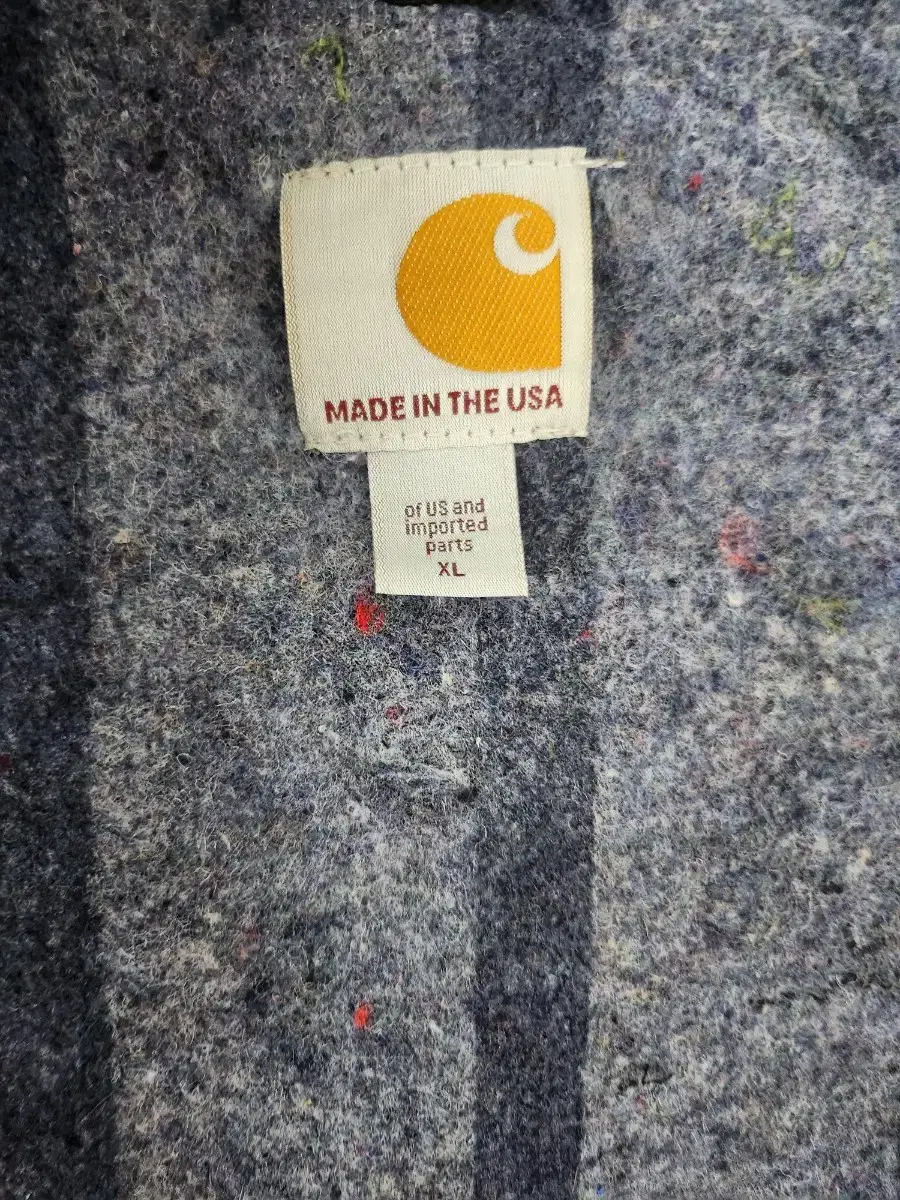 MADE IN THE USA
of US and
imported
parts
XL